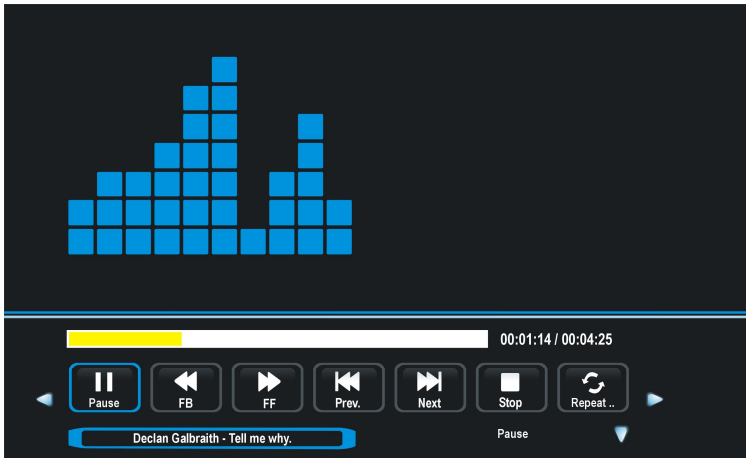 00:01:14 / 00:04:25
Pause FB FF Prev. Next Stop Repeat ..
Declan Galbraith - Tell me why. Pause